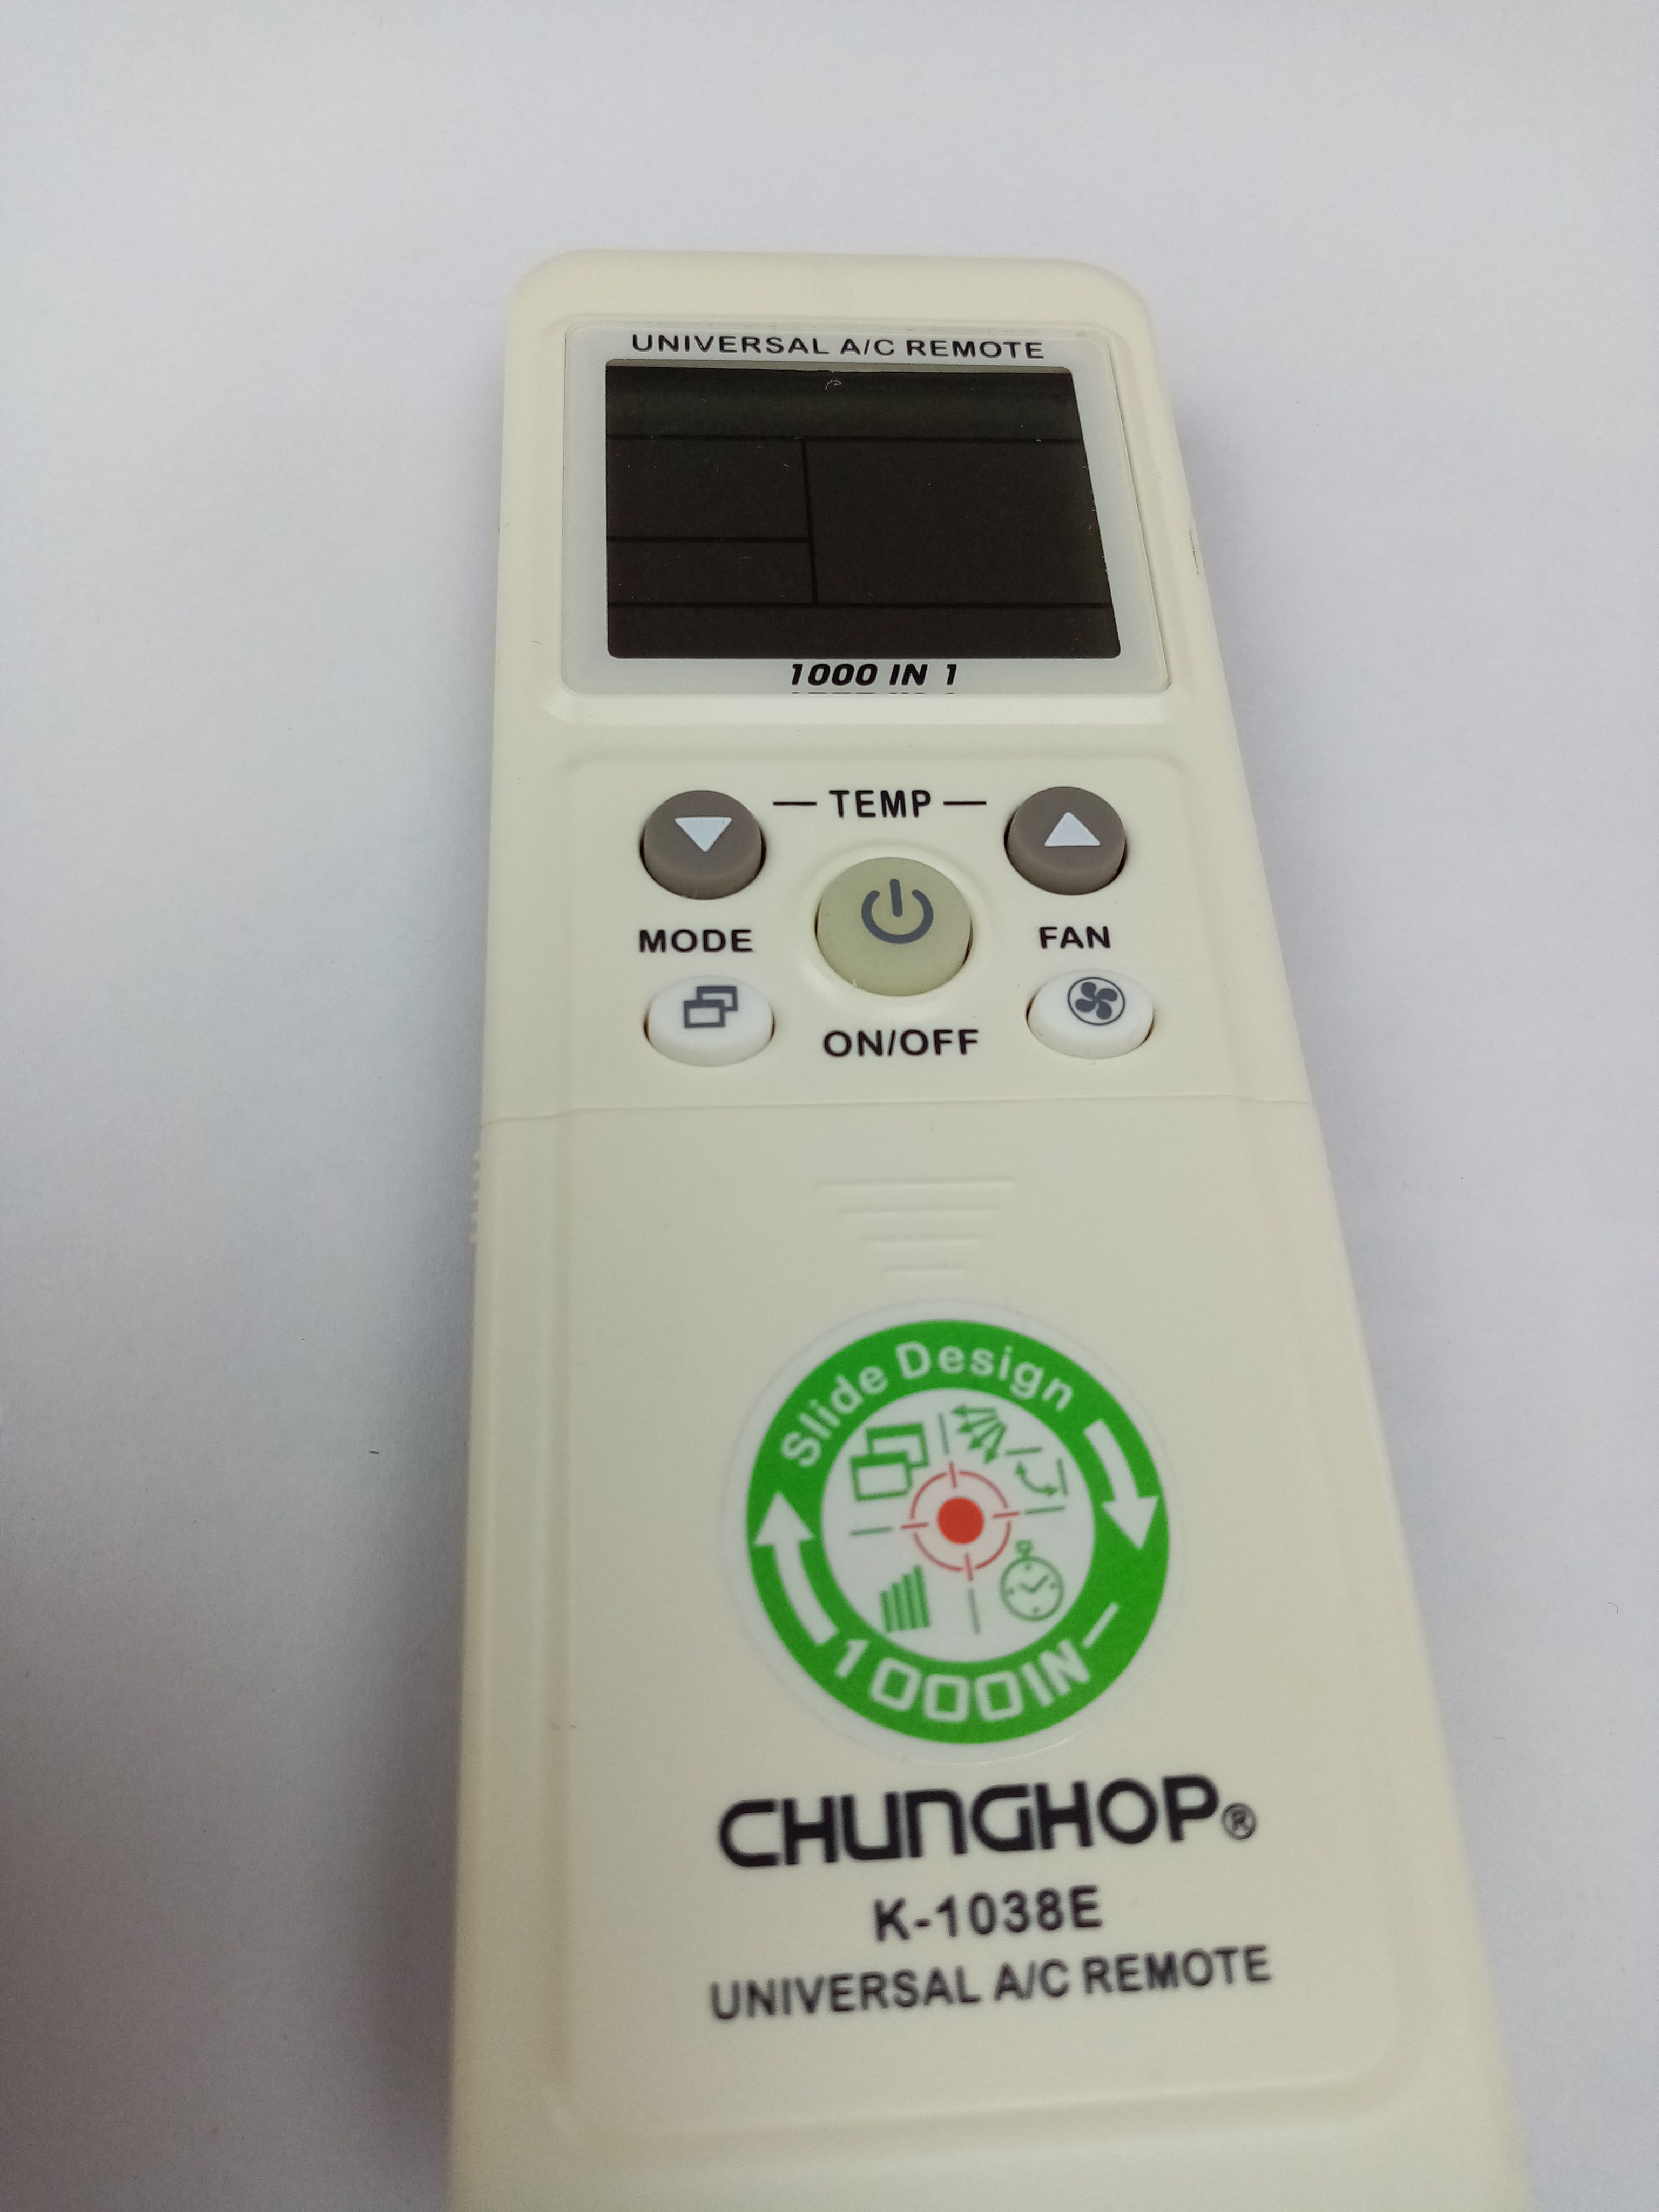 UNIVERSAL A/C REMOTE
1000 IN 1
TEMP
MODE
FAN
ON/OFF
Slide Design
1000IN
CHUNGHOP®
K-1038E
UNIVERSAL A/C REMOTE